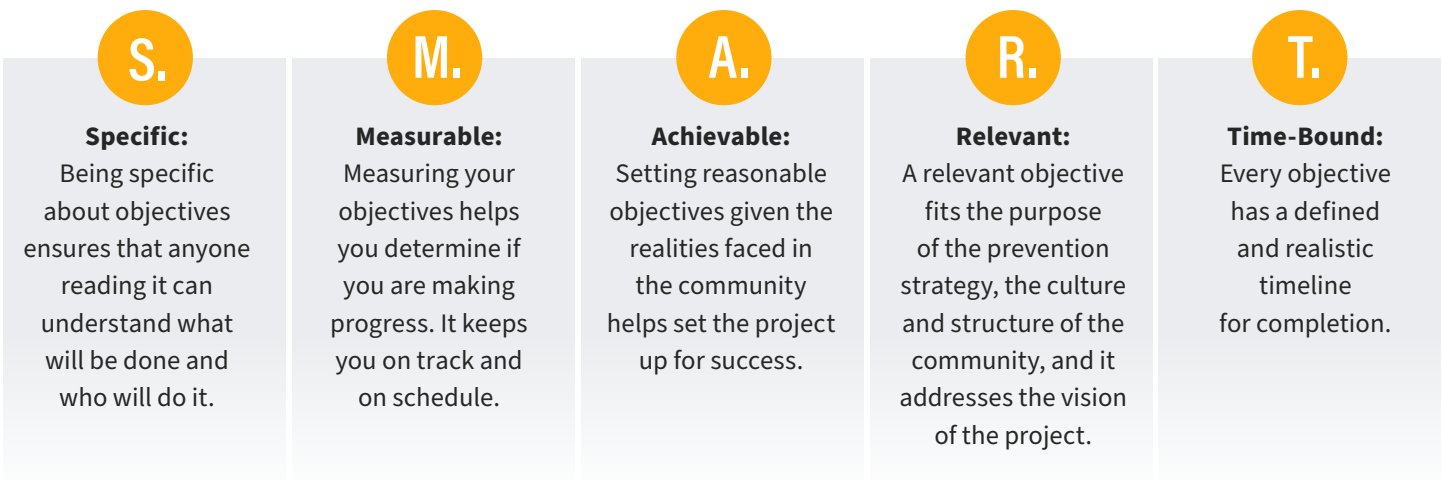 S.
Specific:
Being specific
about objectives
ensures that anyone
reading it can
understand what
will be done and
who will do it.
M.
Measurable:
Measuring your
objectives helps
you determine if
you are making
progress. It keeps
you on track and
on schedule.
A.
Achievable:
Setting reasonable
objectives given the
realities faced in
the community
helps set the project
up for success.
R.
Relevant:
A relevant objective
fits the purpose
of the prevention
strategy, the culture
and structure of the
community, and it
addresses the vision
of the project.
T.
Time-Bound:
Every objective
has a defined
and realistic
timeline
for completion.